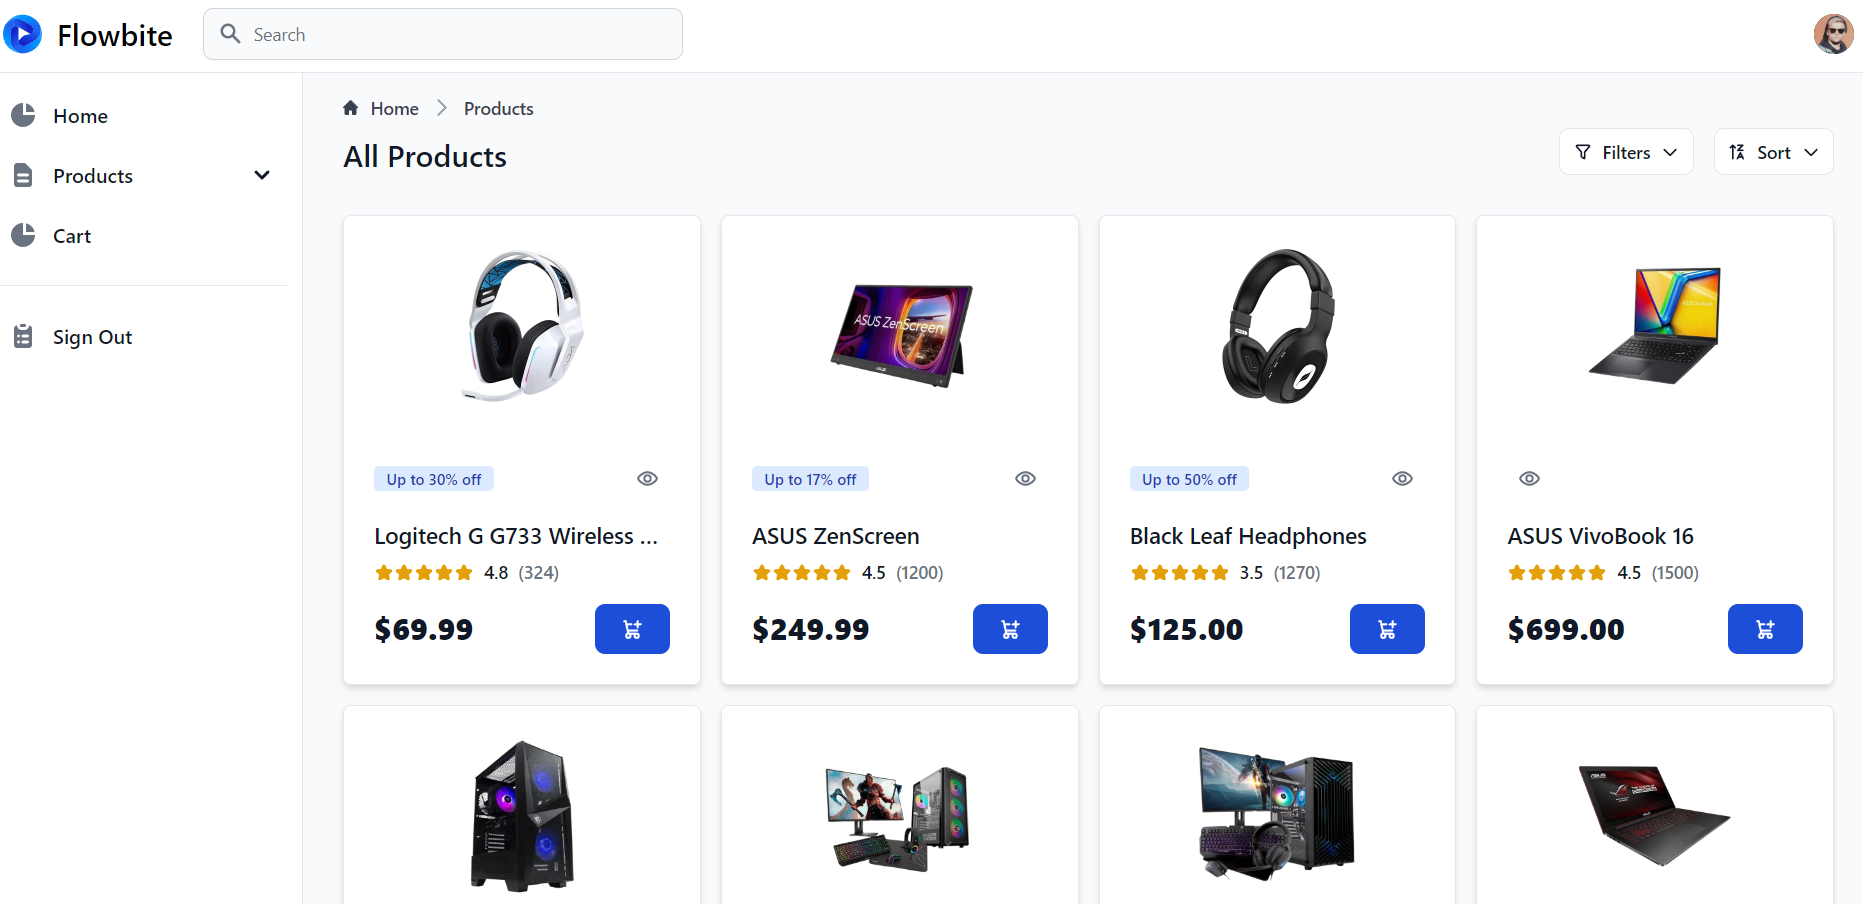 Flowbite
Search
Home
Products
Cart
Sign Out
Home
Products
All Products
Filters
Sort
ASUS ZenScreen
Up to 30% off
Up to 17% off
Up to 50% off
Logitech G G733 Wireless ...
ASUS ZenScreen
Black Leaf Headphones
ASUS VivoBook 16
4.8 (324)
4.5 (1200)
3.5 (1270)
4.5 (1500)
$69.99
$249.99
$125.00
$699.00